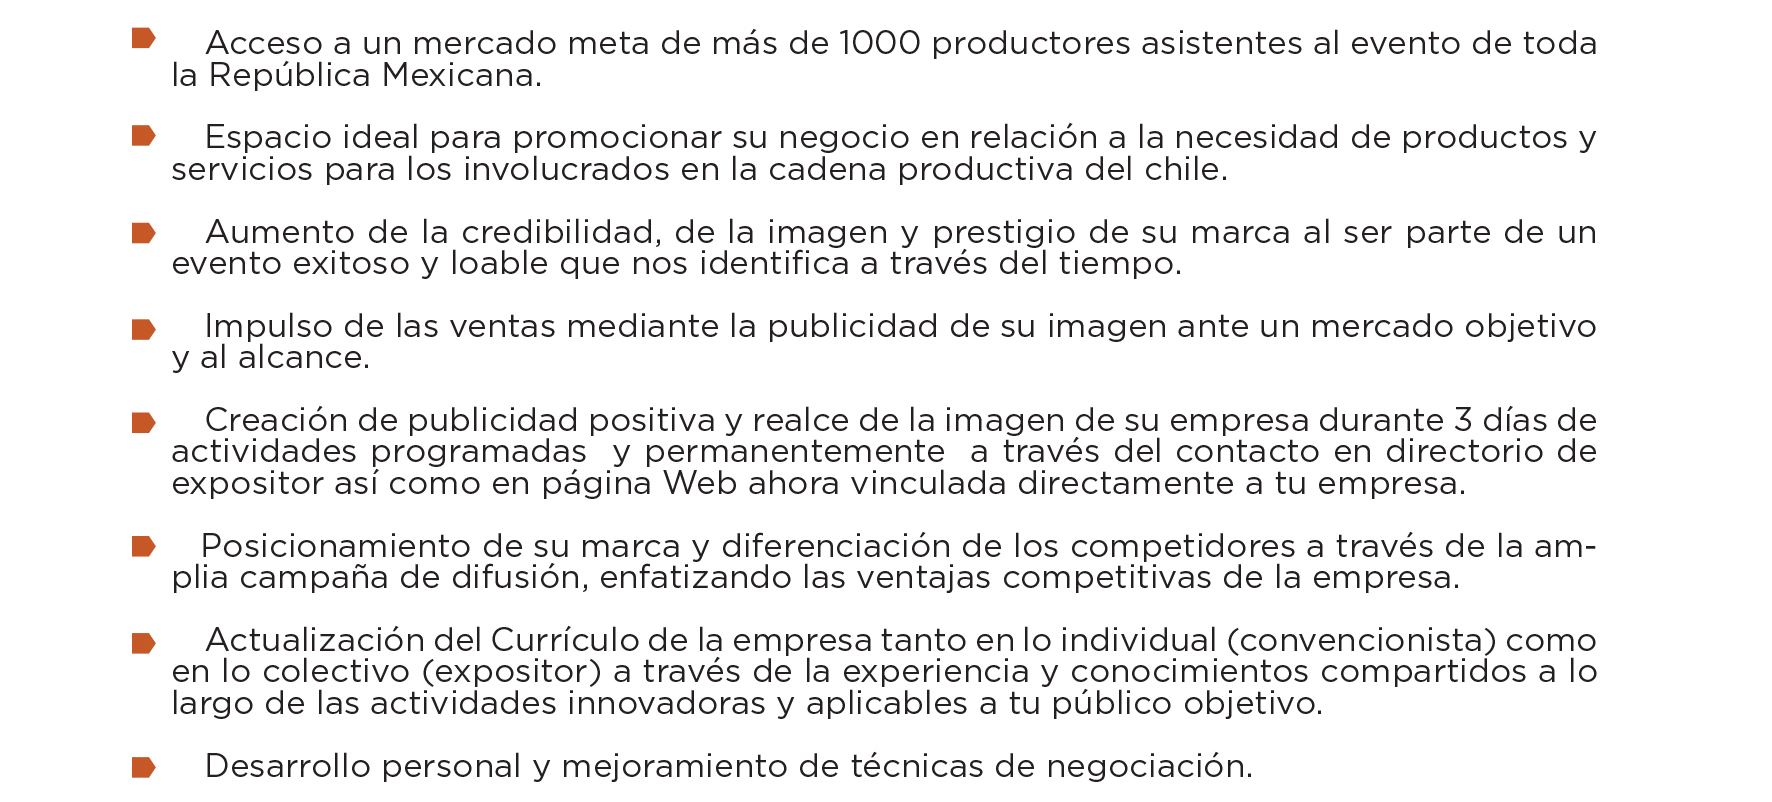 Acceso a un mercado meta de más de 1000 productores asistentes al evento de toda
la República Mexicana.
Espacio ideal para promocionar su negocio en relación a la necesidad de productos y
servicios para los involucrados en la cadena productiva del chile.
Aumento de la credibilidad, de la imagen y prestigio de su marca al ser parte de un
evento exitoso y loable que nos identifica a través del tiempo.
Impulso de las ventas mediante la publicidad de su imagen ante un mercado objetivo
y al alcance.
Creación de publicidad positiva y realce de la imagen de su empresa durante 3 días de
actividades programadas  y permanentemente  a través del contacto en directorio de
expositor así como en página Web ahora vinculada directamente a tu empresa.
Posicionamiento de su marca y diferenciación de los competidores a través de la am-
plia campaña de difusión, enfatizando las ventajas competitivas de la empresa.
Actualización del Currículo de la empresa tanto en lo individual (convencionista) como
en lo colectivo (expositor) a través de la experiencia y conocimientos compartidos a lo
largo de las actividades innovadoras y aplicables a tu público objetivo.
Desarrollo personal y mejoramiento de técnicas de negociación.